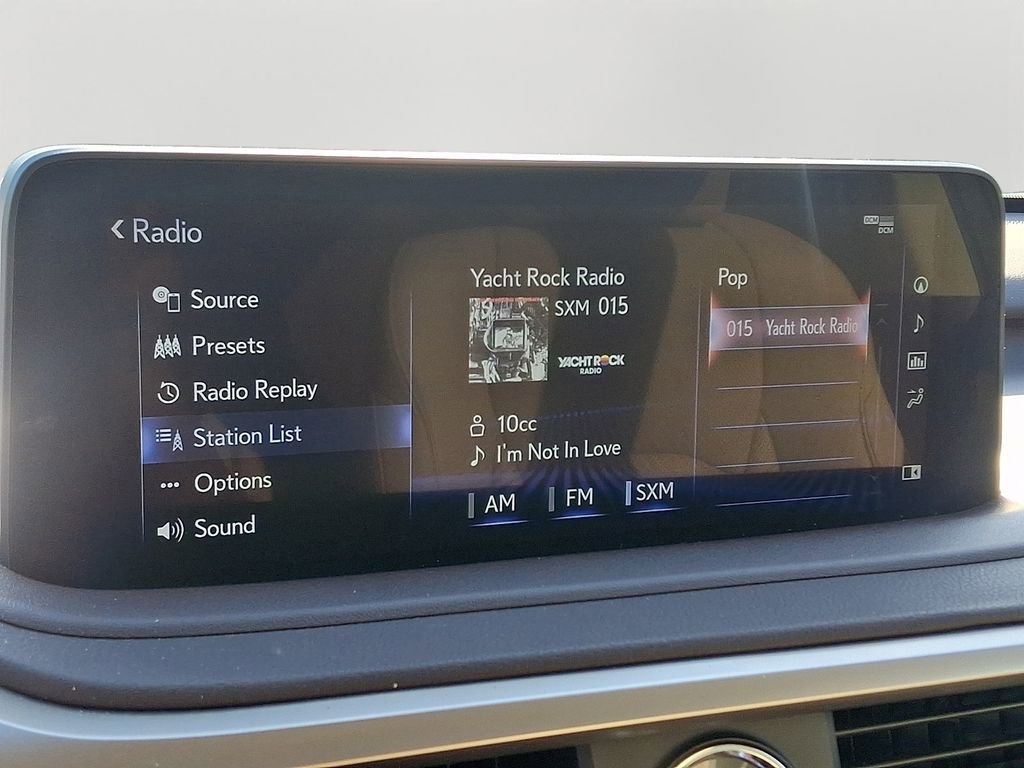 Radio
DCM
DCM
Source
Presets
Radio Replay
Station List
Options
Sound
Yacht Rock Radio
SXM 015
YACHT ROCK
RADIO
10cc
I'm Not In Love
AM
FM
SXM
Pop
015 Yacht Rock Radio